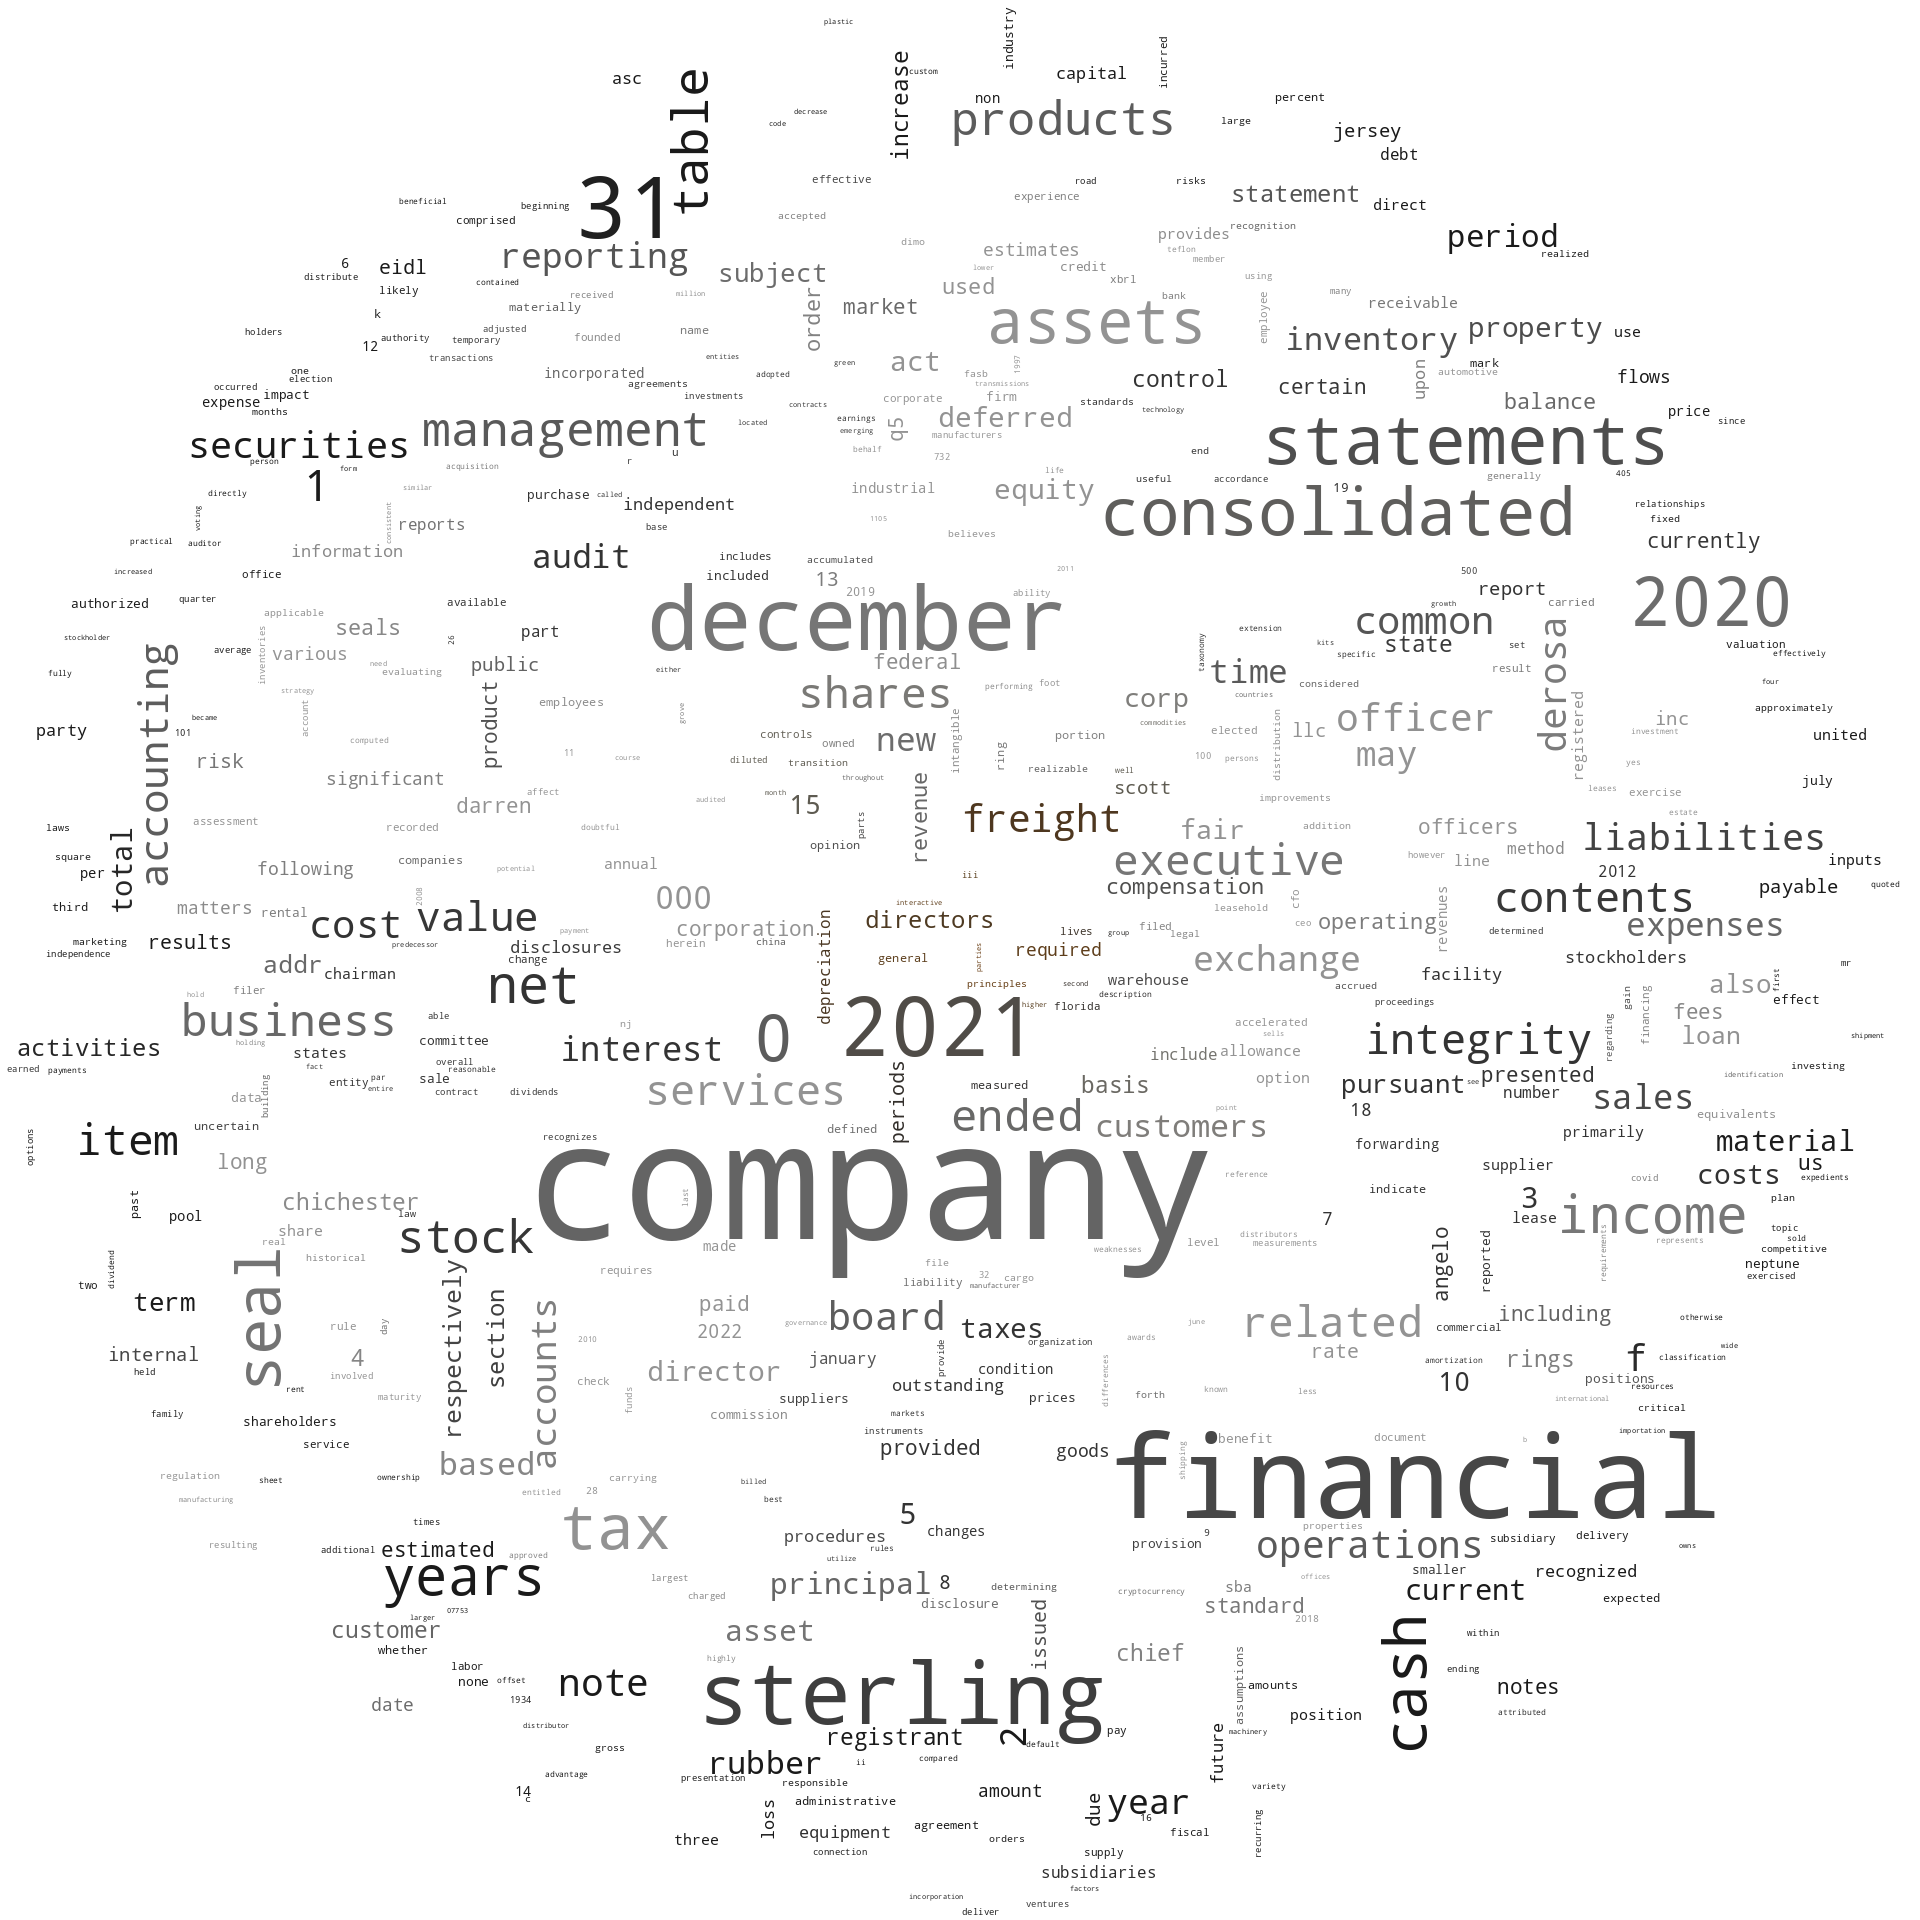 plastic
industry
custom
capital
incurred
asc
table
increase
non
products
percent
large
jersey
debt
decrease
code
31
effective
experience
road
risks
statement
direct
beneficial
beginning
comprised
accepted
recognition
provides
period
realized
reporting
dimo
estimates
teflon
member
6
eidl
distribute
likely
contained
subject
lower
credit
xbrl
used
using
bank
many
receivable
received
million
materially
order
market
assets
employee
inventory
property
use
k
holders
12
authority
adjusted
temporary
founded
name
transactions
entities
green
act
1997
mark
automotive
upon
one
election
incorporated
agreements
adopted
fasb
transmissions
control
certain
flows
occurred
impact
expense
months
investments
contracts
corporate
firm
standards
technology
balance
price
since
securities
management
located
earnings
emerging
q5
deferred
manufacturers
statements
person
form
acquisition
r
u
behalf
732
end
1
similar
purchase
called
independent
industrial
life
equity
useful
accordance
19
generally
405
consolidated
directly
voting
consistent
reports
base
1105
relationships
fixed
practical
auditor
information
audit
believes
currently
increased
office
includes
included
accumulated
13
2019
2011
ability
500
report
2020
authorized
quarter
applicable
seals
available
december
growth
carried
common
stockholder
accounting
average
inventories
various
26
part
public
need
evaluating
either
federal
extension
kits
specific
state
set
valuation
effectively
taxonomy
time
result
derosa
fully
strategy
account
product
employees
grove
shares
performing
foot
corp
countries
considered
four
party
became
101
computed
11
course
controls
owned
new
intangible
ring
portion
commodities
elected
distribution
llc
officer
registered
inc
investment
approximately
united
risk
significant
diluted
transition
realizable
well
100
persons
may
yes
july
throughout
scott
darren
affect
audited
month
15
revenue
improvements
leases
exercise
laws
assessment
recorded
doubtful
parts
freight
fair
addition
officers
estate
square
total
opinion
executive
however
line
method
liabilities
per
following
companies
potential
annual
iii
compensation
2012
inputs
third
matters
rental
2008
000
interactive
leasehold
cfo
contents
payable
quoted
marketing
independence
results
cost
value
payment
corporation
directors
lives
group
filed
legal
ceo
operating
revenues
determined
expenses
predecessor
disclosures
change
herein
china
depreciation
general
parties
required
exchange
stockholders
addr
chairman
warehouse
accrued
facility
mr
hold
filer
net
principles
second
description
proceedings
gain
financing
also
first
effect
business
able
nj
0
2021
higher
florida
accelerated
sells
regarding
fees
loan
shipment
activities
holding
states
committee
interest
include
allowance
integrity
earned
payments
fact
overall
reasonable
entity
par
entire
sale
contract
dividends
services
periods
measured
basis
option
pursuant
see
presented
number
identification
investing
data
building
point
18
sales
equivalents
options
item
uncertain
recognizes
defined
ended
customers
forwarding
primarily
material
long
company
reference
supplier
costs
us
expedients
past
pool
chichester
last
indicate
covid
3
plan
law
share
stock
7
lease
income
topic
sold
real
historical
made
weaknesses
level
distributors
measurements
requirements
represents
competitive
neptune
exercised
two
dividend
seal
respectively
requires
file
32
cargo
liability
manufacturer
angelo
reported
term
section
accounts
paid
2022
governance
board
taxes
june
related
commercial
including
otherwise
rule
day
2010
january
provide
organization
awards
rate
internal
4
involved
held
director
condition
differences
amortization
rings
f
classification
wide
rent
maturity
check
funds
suppliers
outstanding
prices
forth
known
less
10
positions
resources
international
family
shareholders
commission
markets
critical
service
instruments
provided
goods
shipping
benefit
document
b
importation
regulation
sheet
ownership
based
carrying
billed
financial
manufacturing
entitled
28
best
times
tax
5
changes
properties
resulting
additional
estimated
approved
procedures
rules
provision
9
operations
subsidiary
delivery
owns
utilize
years
largest
principal
8
determining
offices
smaller
recognized
charged
disclosure
cryptocurrency
sba
current
expected
larger
07753
issued
standard
2018
customer
asset
cash
within
whether
highly
chief
labor
none
offset
note
sterling
assumptions
amounts
ending
notes
date
1934
position
attributed
distributor
registrant
2
default
pay
machinery
future
gross
rubber
ii
compared
advantage
presentation
responsible
amount
variety
14
c
administrative
due
year
16
loss
equipment
agreement
orders
fiscal
recurring
three
connection
supply
subsidiaries
factors
incorporation
ventures
deliver